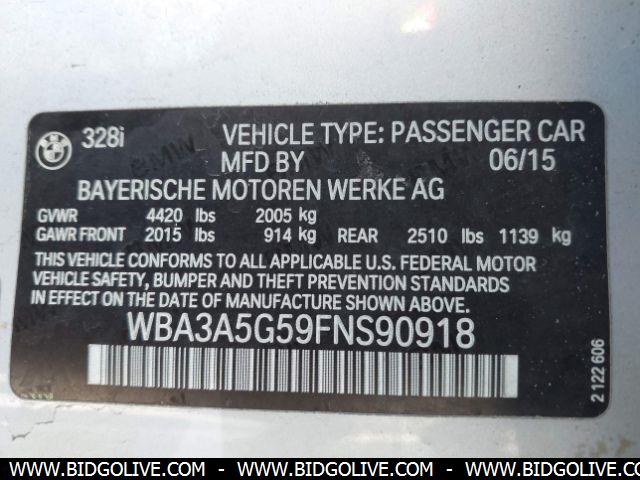 328i VEHICLE TYPE: PASSENGER CAR
MFD BY 06/15
BAYERISCHE MOTOREN WERKE AG
GVWR 4420 lbs 2005 kg
GAWR FRONT 2015 lbs 914 kg REAR 2510 lbs 1139 kg
THIS VEHICLE CONFORMS TO ALL APPLICABLE U.S. FEDERAL MOTOR
VEHICLE SAFETY, BUMPER AND THEFT PREVENTION STANDARDS
IN EFFECT ON THE DATE OF MANUFACTURE SHOWN ABOVE.
WBA3A5G59FNS90918
2 122 606
WWW.BIDGOLIVE.COM - WWW.BIDGOLIVE.COM - WWW.BIDGOLIVE.COM